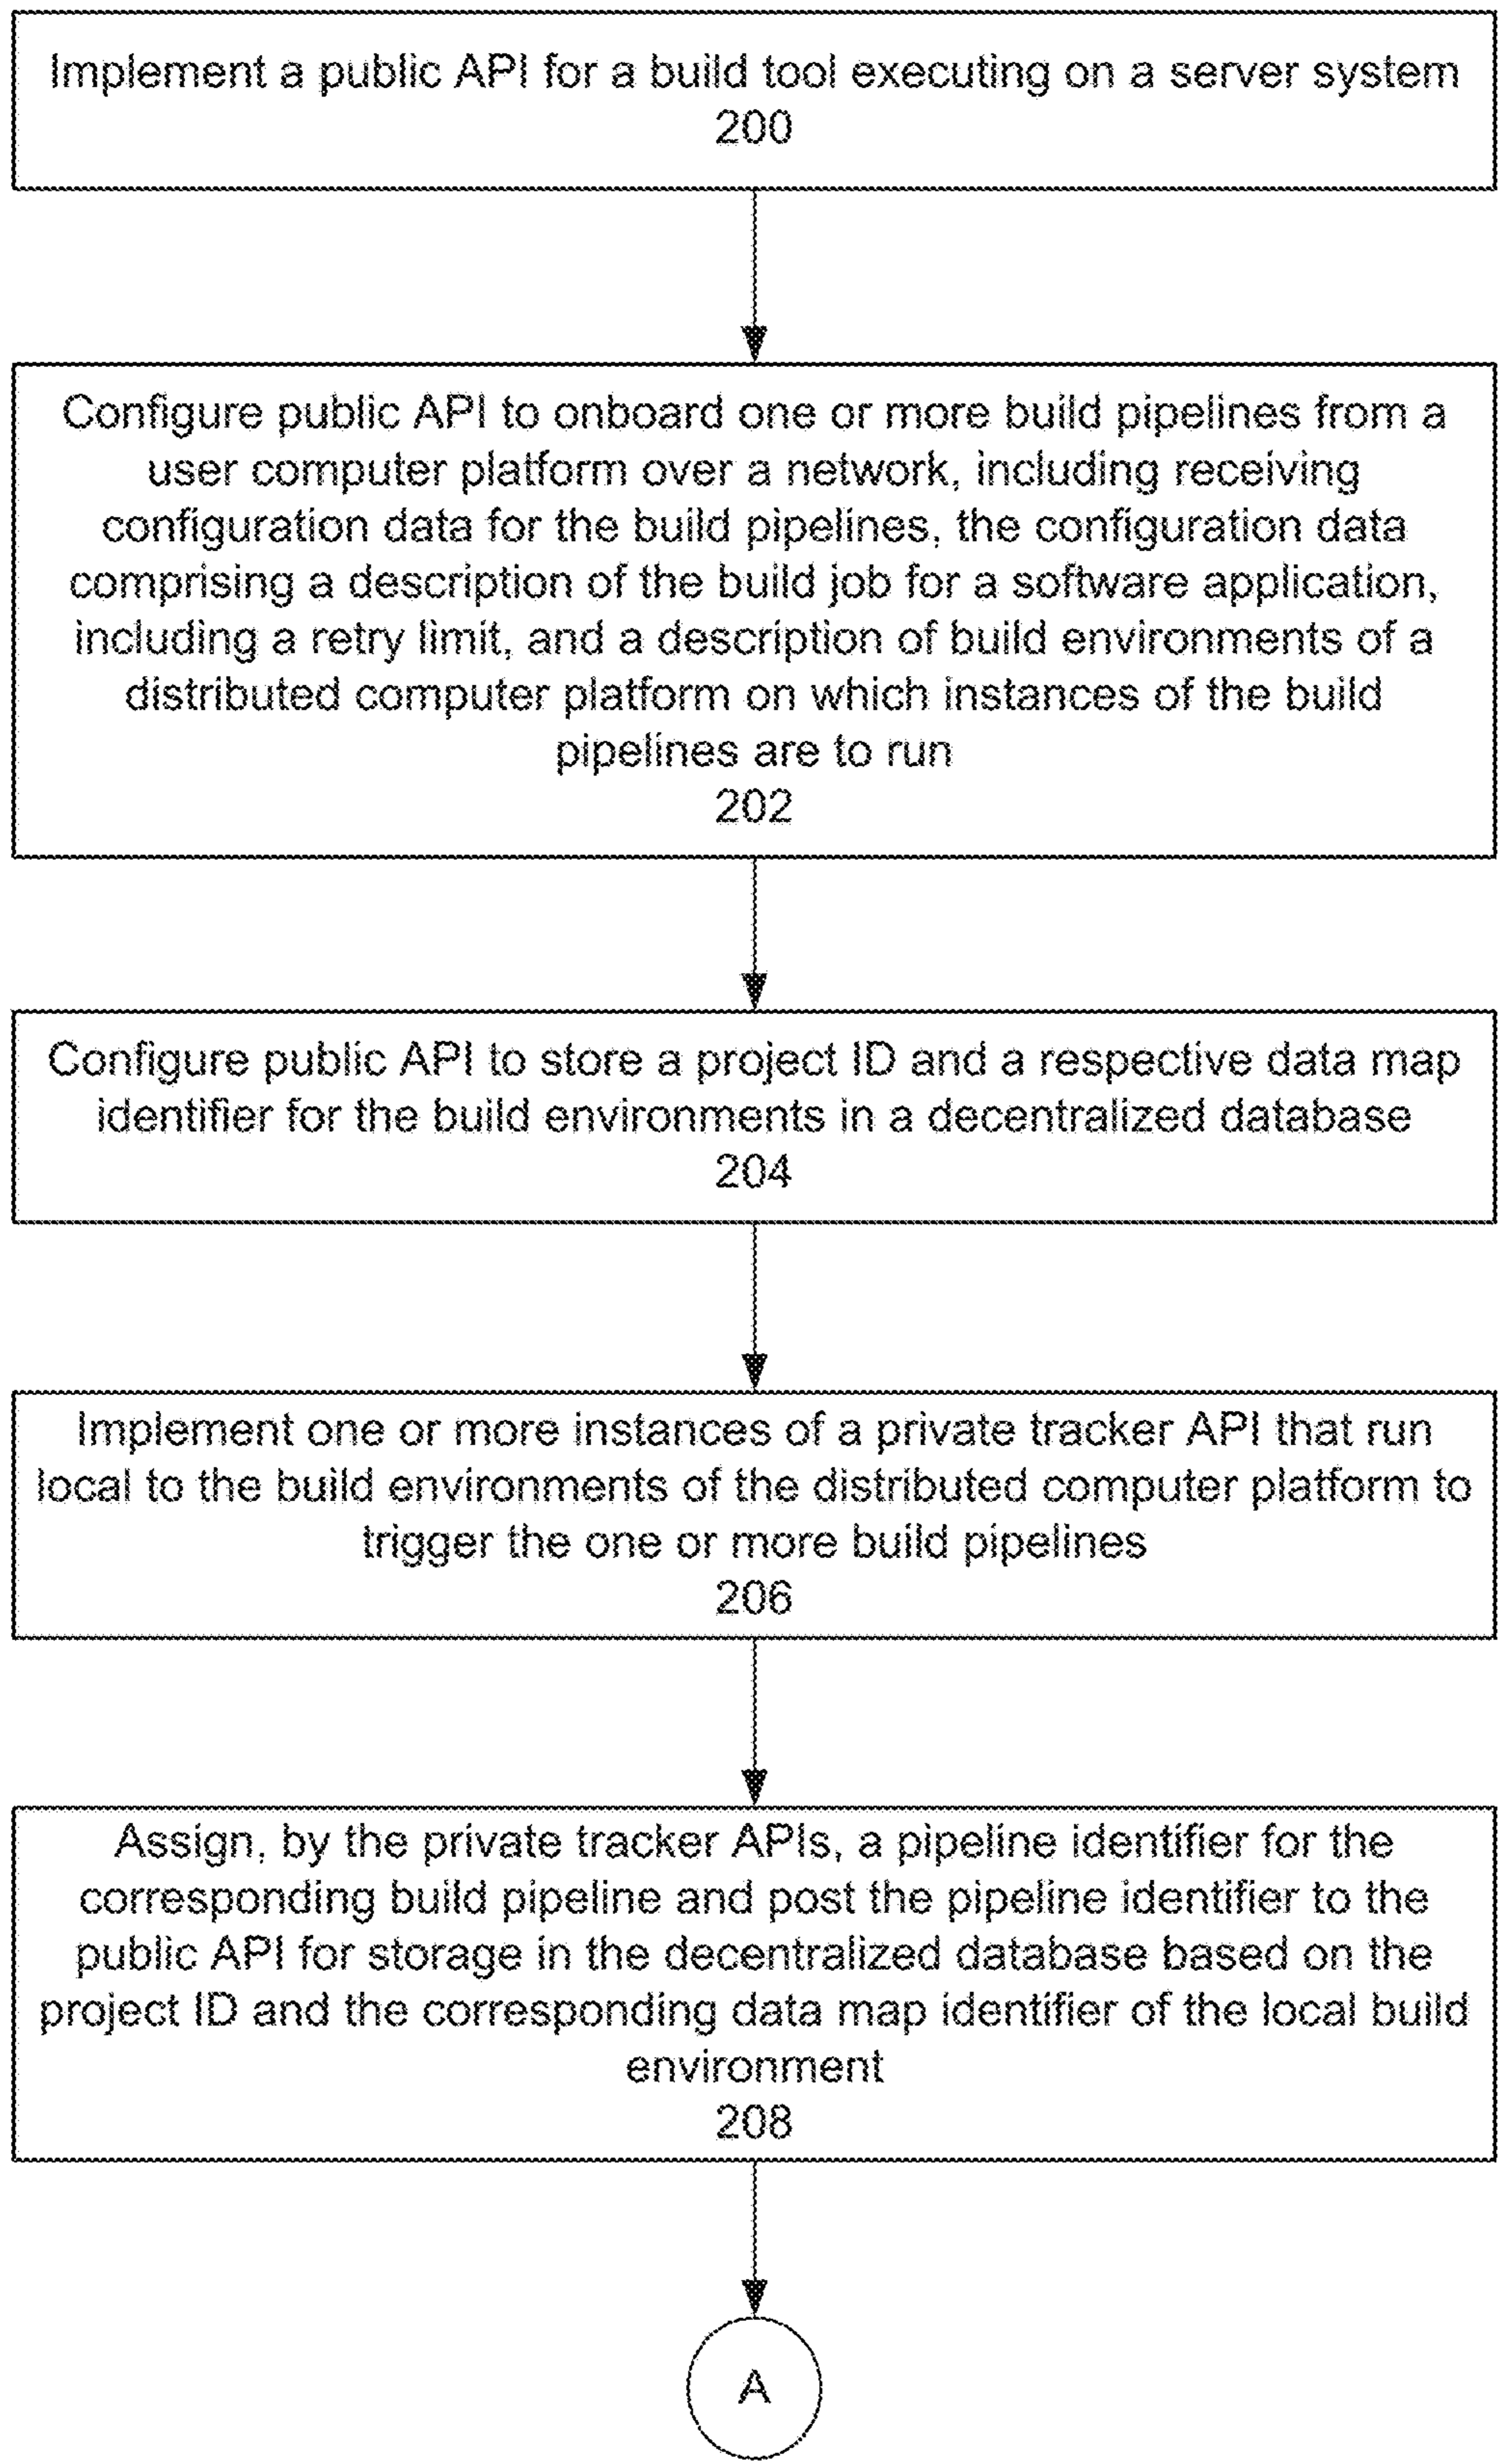 Implement a public API for a build tool executing on a server system
200
Configure public API to onboard one or more build pipelines from a
user computer platform over a network, including receiving
configuration data for the build pipelines, the configuration data
comprising a description of the build job for a software application,
including a retry limit, and a description of build environments of a
distributed computer platform on which instances of the build
pipelines are to run
202
Configure public API to store a project ID and a respective data map
identifier for the build environments in a decentralized database
204
Implement one or more instances of a private tracker API that run
local to the build environments of the distributed computer platform to
trigger the one or more build pipelines
206
Assign, by the private tracker APIs, a pipeline identifier for the
corresponding build pipeline and post the pipeline identifier to the
public API for storage in the decentralized database based on the
project ID and the corresponding data map identifier of the local build
environment
208
A